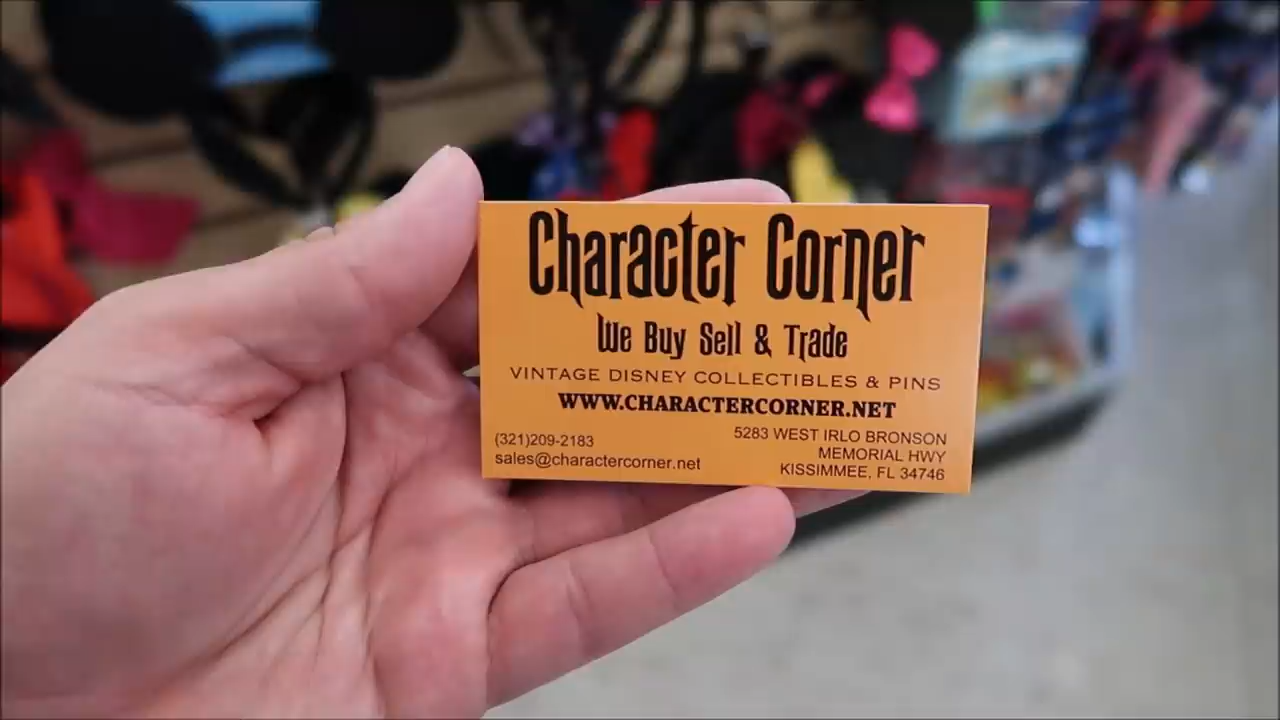 Character Corner
We Buy Sell & Trade
VINTAGE DISNEY COLLECTIBLES & PINS
WWW.CHARACTERCORNER.NET
(321)209-2183
sales@charactercorner.net
5283 WEST IRLO BRONSON
MEMORIAL HWY
KISSIMMEE, FL 34746